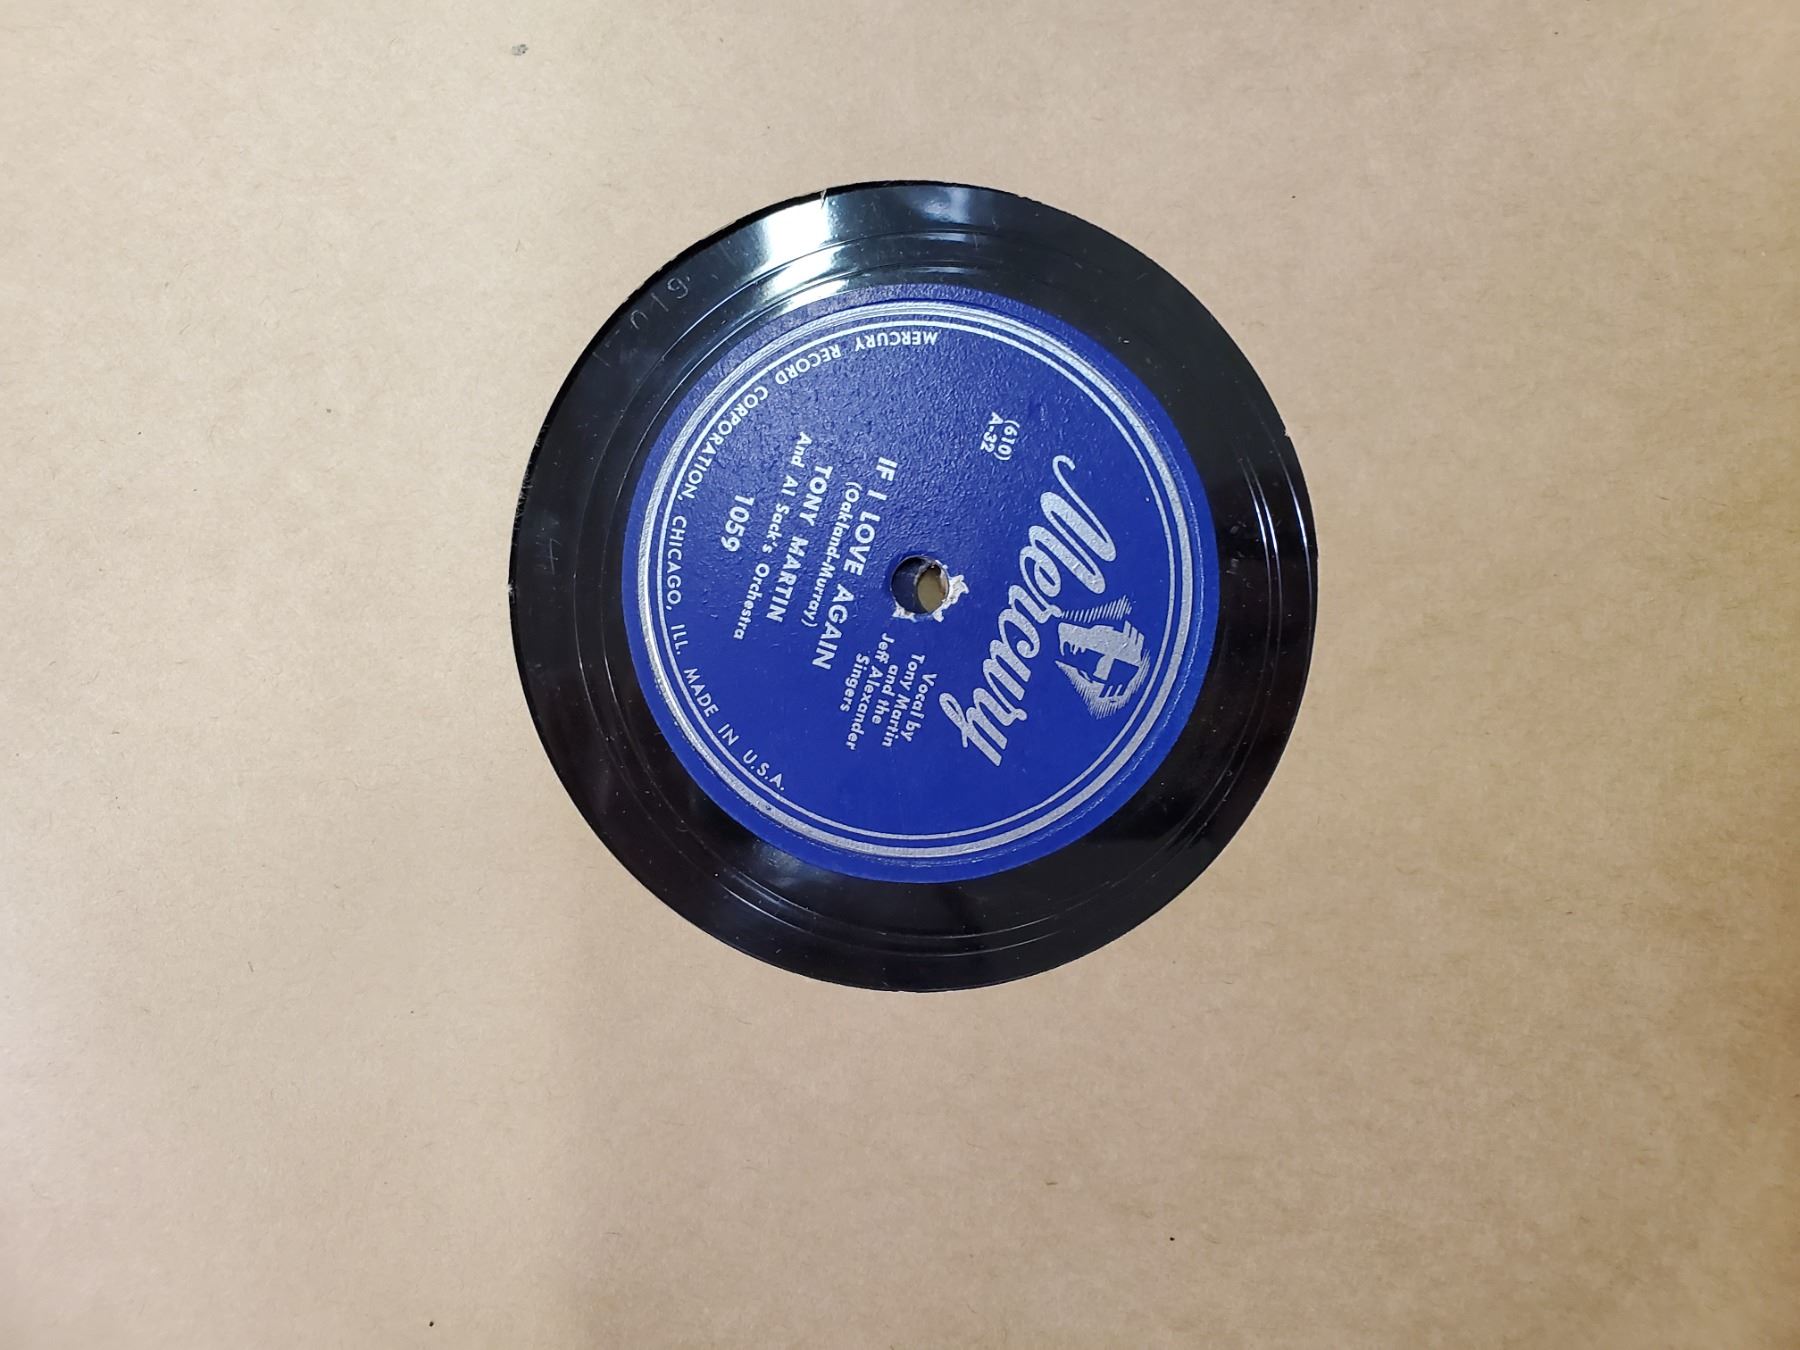 Mercury
(610)
A-32
Vocal by
Tony Martin
and the
Jeff Alexander
Singers
IF I LOVE AGAIN
(Oakland-Murray)
TONY MARTIN
And Al Sack's Orchestra
1059
MERCURY RECORD CORPORATION, CHICAGO, ILL. MADE IN U.S.A.